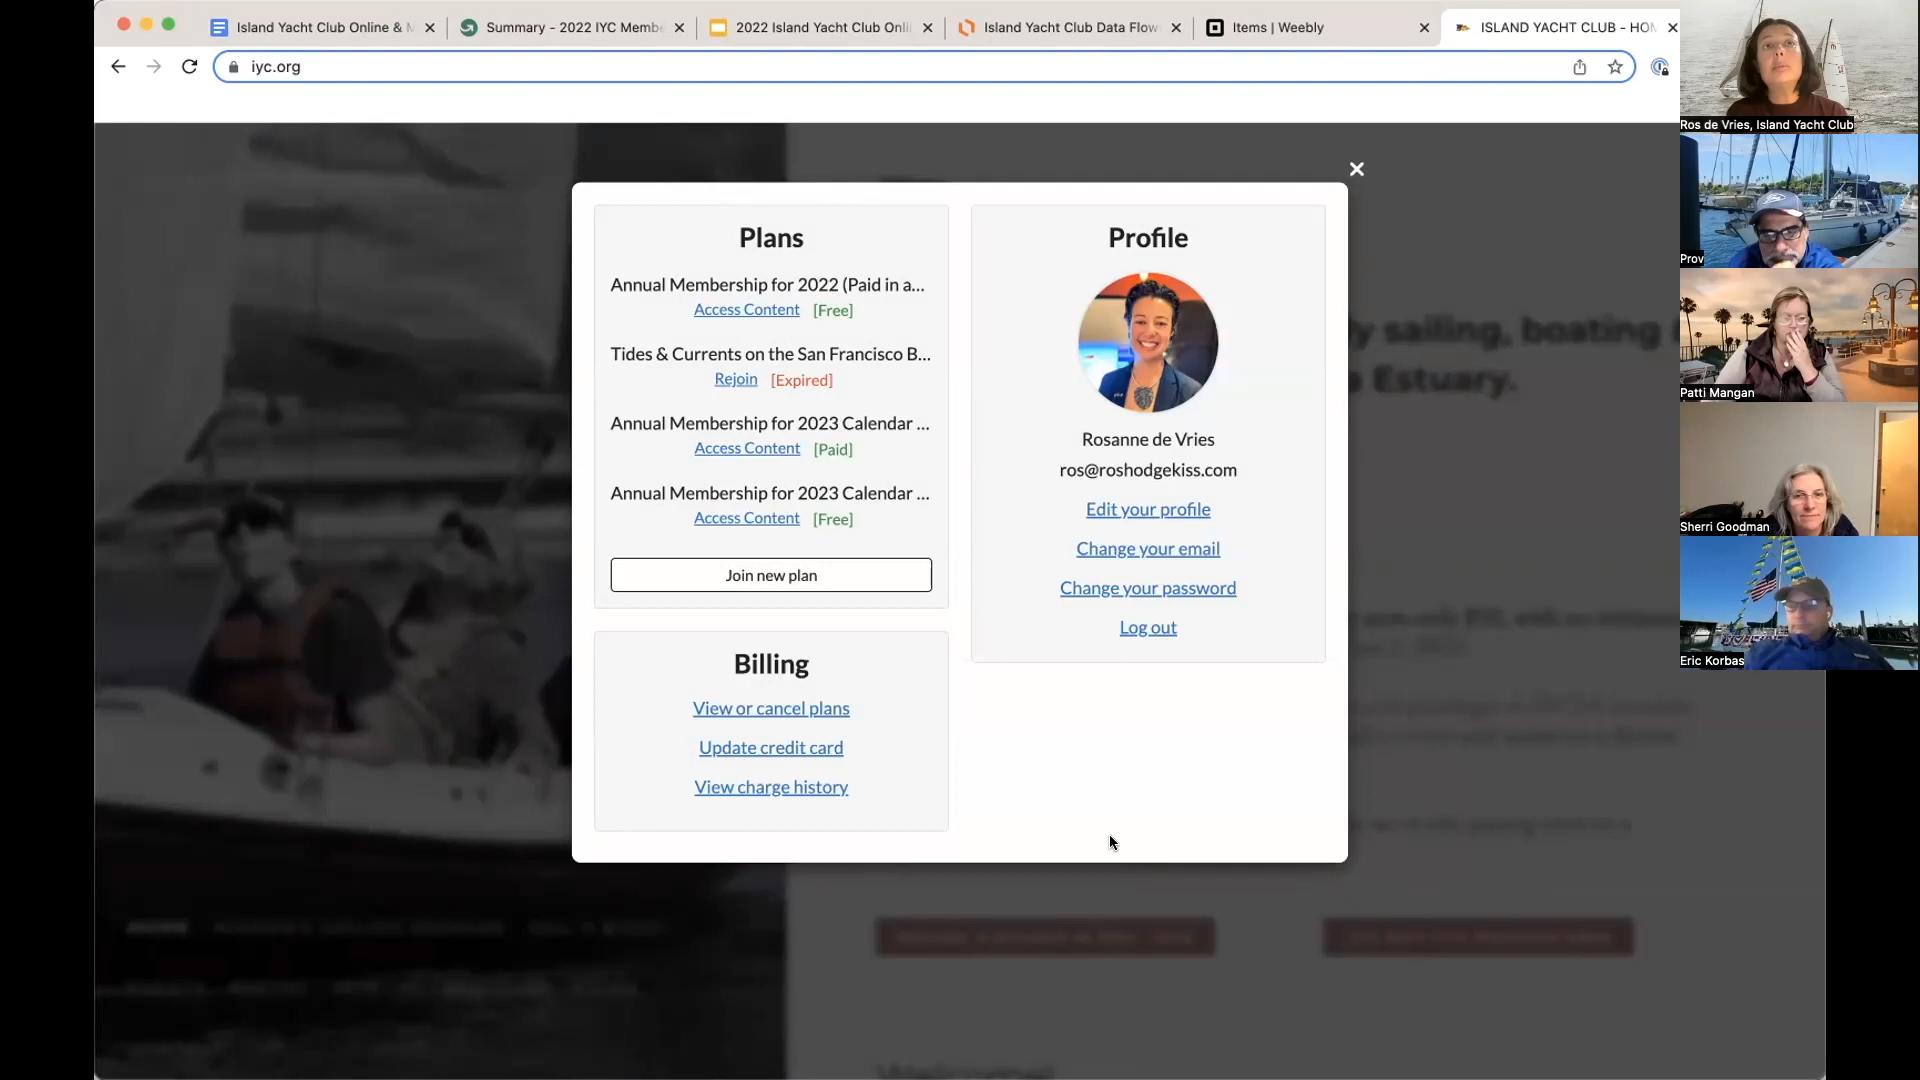 Island Yacht Club Online & M
Summary - 2022 IYC Membe
2022 Island Yacht Club Onli
Island Yacht Club Data Flow
Items | Weebly
ISLAND YACHT CLUB - HOM
iyc.org
Plans
Annual Membership for 2022 (Paid in a...
Access Content [Free]
Tides & Currents on the San Francisco B...
Rejoin [Expired]
Annual Membership for 2023 Calendar ...
Access Content [Paid]
Annual Membership for 2023 Calendar ...
Access Content [Free]
Join new plan
Billing
View or cancel plans
Update credit card
View charge history
Profile
Rosanne de Vries
ros@roshodgekiss.com
Edit your profile
Change your email
Change your password
Log out
y sailing, boating
Estuary.
Welcome!
Ros de Vries, Island Yacht Club
Prov
Patti Mangan
Sherri Goodman
Eric Korbas